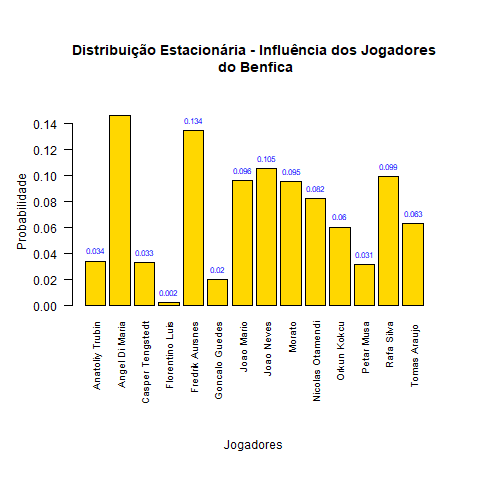 Distribuição Estacionária - Influência dos Jogadores
do Benfica
Probabilidade
0.14
0.12
0.10
0.08
0.06
0.04
0.02
0.00
0.034
0.033
0.002
0.134
0.02
0.096
0.105
0.095
0.082
0.06
0.031
0.099
0.063
Anatoliy Trubin
Angel Di Maria
Casper Tengstedt
Florentino Luis
Fredrik Aursnes
Goncalo Guedes
Joao Mario
Joao Neves
Morato
Nicolas Otamendi
Orkun Kokcu
Petar Musa
Rafa Silva
Tomas Araujo
Jogadores